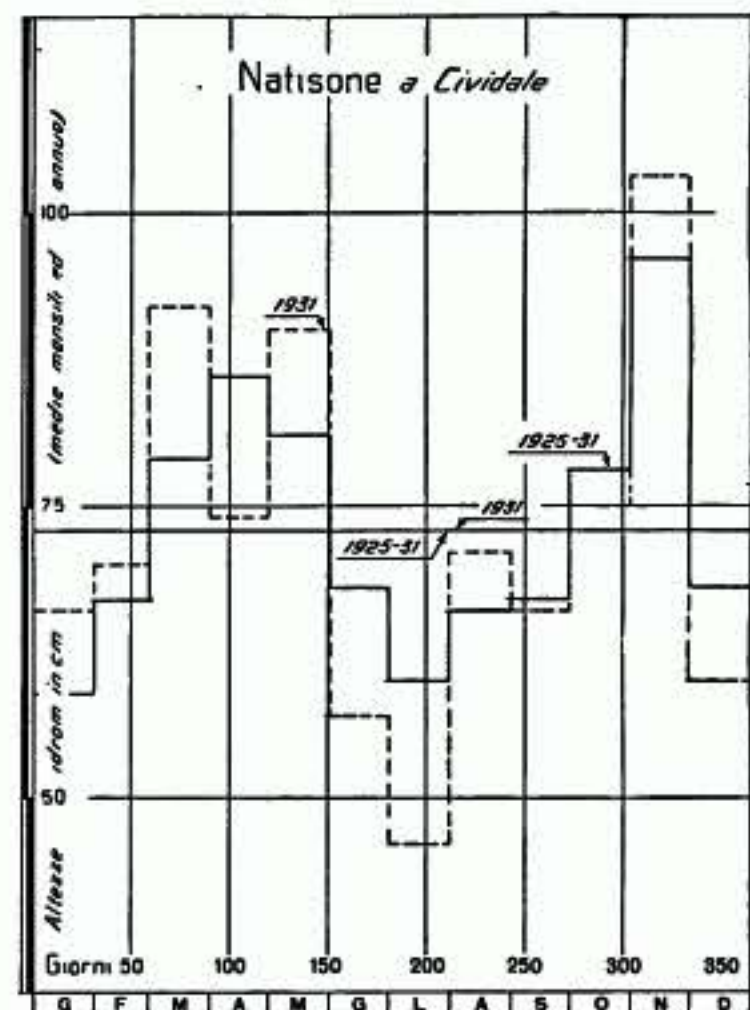 Natisone a Cividale
Altezze idrom in cm (medie mensili ed annue)
100
1931
1925-31
75
1931
1925-31
50
Giorni 50 100 150 200 250 300 350
G F M A M G L A S O N D